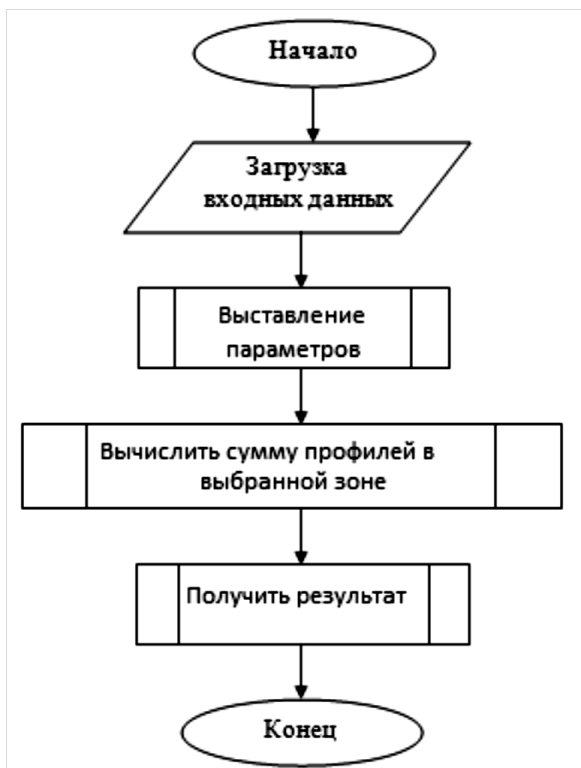 Начало
Загрузка
входных данных
Выставление
параметров
Вычислить сумму профилей в
выбранной зоне
Получить результат
Конец